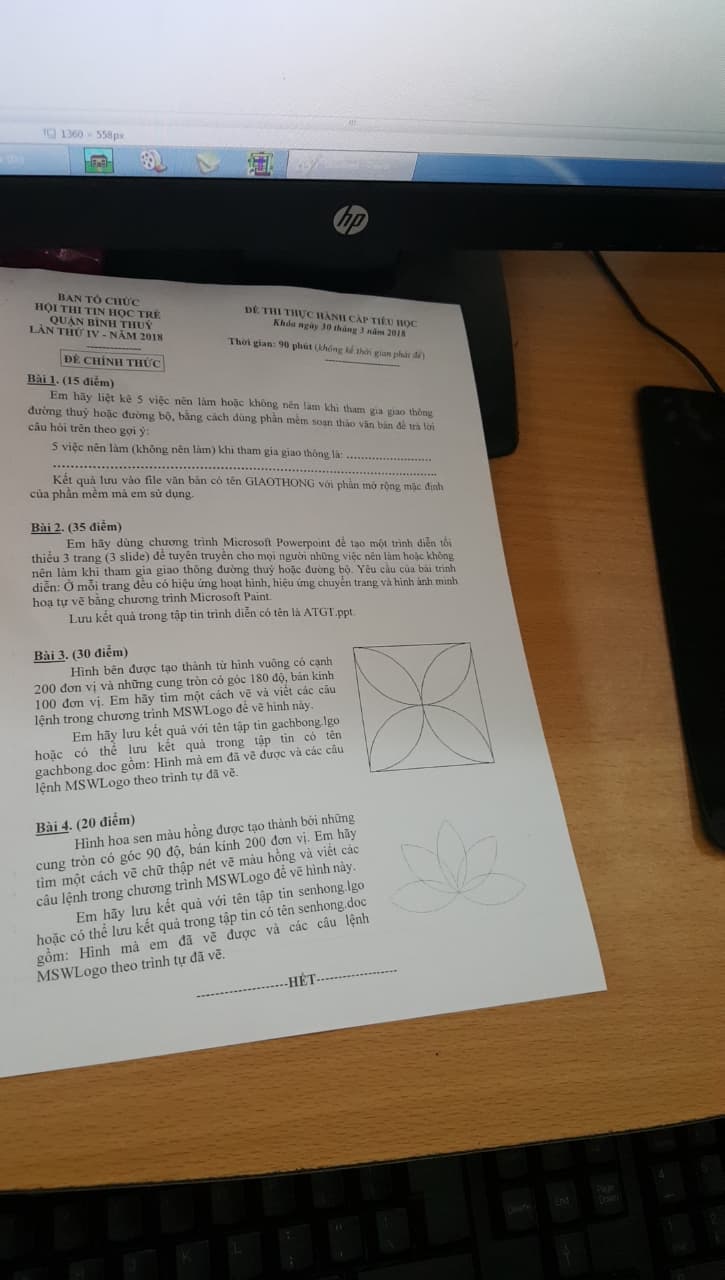 1360 × 558px
hp
BAN TỔ CHỨC
HỘI THI TIN HỌC TRẺ
QUẬN BÌNH THUỶ
LẦN THỨ IV - NĂM 2018
ĐỀ CHÍNH THỨC
ĐỀ THI THỰC HÀNH CẤP TIỂU HỌC
Khóa ngày 30 tháng 3 năm 2018
Thời gian: 90 phút (không kể thời gian phát đề)
Bài 1. (15 điểm)
Em hãy liệt kê 5 việc nên làm hoặc không nên làm khi tham gia giao thông
đường thuỷ hoặc đường bộ, bằng cách dùng phần mềm soạn thảo văn bản để trả lời
câu hỏi trên theo gợi ý:
5 việc nên làm (không nên làm) khi tham gia giao thông là: ....................
................................................................................
Kết quả lưu vào file văn bản có tên GIAOTHONG với phần mở rộng mặc định
của phần mềm mà em sử dụng.
Bài 2. (35 điểm)
Em hãy dùng chương trình Microsoft Powerpoint để tạo một trình diễn tối
thiểu 3 trang (3 slide) để tuyên truyền cho mọi người những việc nên làm hoặc không
nên làm khi tham gia giao thông đường thuỷ hoặc đường bộ. Yêu cầu của bài trình
diễn: Ở mỗi trang đều có hiệu ứng hoạt hình, hiệu ứng chuyển trang và hình ảnh minh
hoạ tự vẽ bằng chương trình Microsoft Paint.
Lưu kết quả trong tập tin trình diễn có tên là ATGT.ppt.
Bài 3. (30 điểm)
Hình bên được tạo thành từ hình vuông có cạnh
200 đơn vị và những cung tròn có góc 180 độ, bán kính
100 đơn vị. Em hãy tìm một cách vẽ và viết các câu
lệnh trong chương trình MSWLogo để vẽ hình này.
Em hãy lưu kết quả với tên tập tin gachbong.lgo
hoặc có thể lưu kết quả trong tập tin có tên
gachbong.doc gồm: Hình mà em đã vẽ được và các câu
lệnh MSWLogo theo trình tự đã vẽ.
Bài 4. (20 điểm)
Hình hoa sen màu hồng được tạo thành bởi những
cung tròn có góc 90 độ, bán kính 200 đơn vị. Em hãy
tìm một cách vẽ chữ thập nét vẽ màu hồng và viết các
câu lệnh trong chương trình MSWLogo để vẽ hình này.
Em hãy lưu kết quả với tên tập tin senhong.lgo
hoặc có thể lưu kết quả trong tập tin có tên senhong.doc
gồm: Hình mà em đã vẽ được và các câu lệnh
MSWLogo theo trình tự đã vẽ.
--------------------HẾT------------------
End